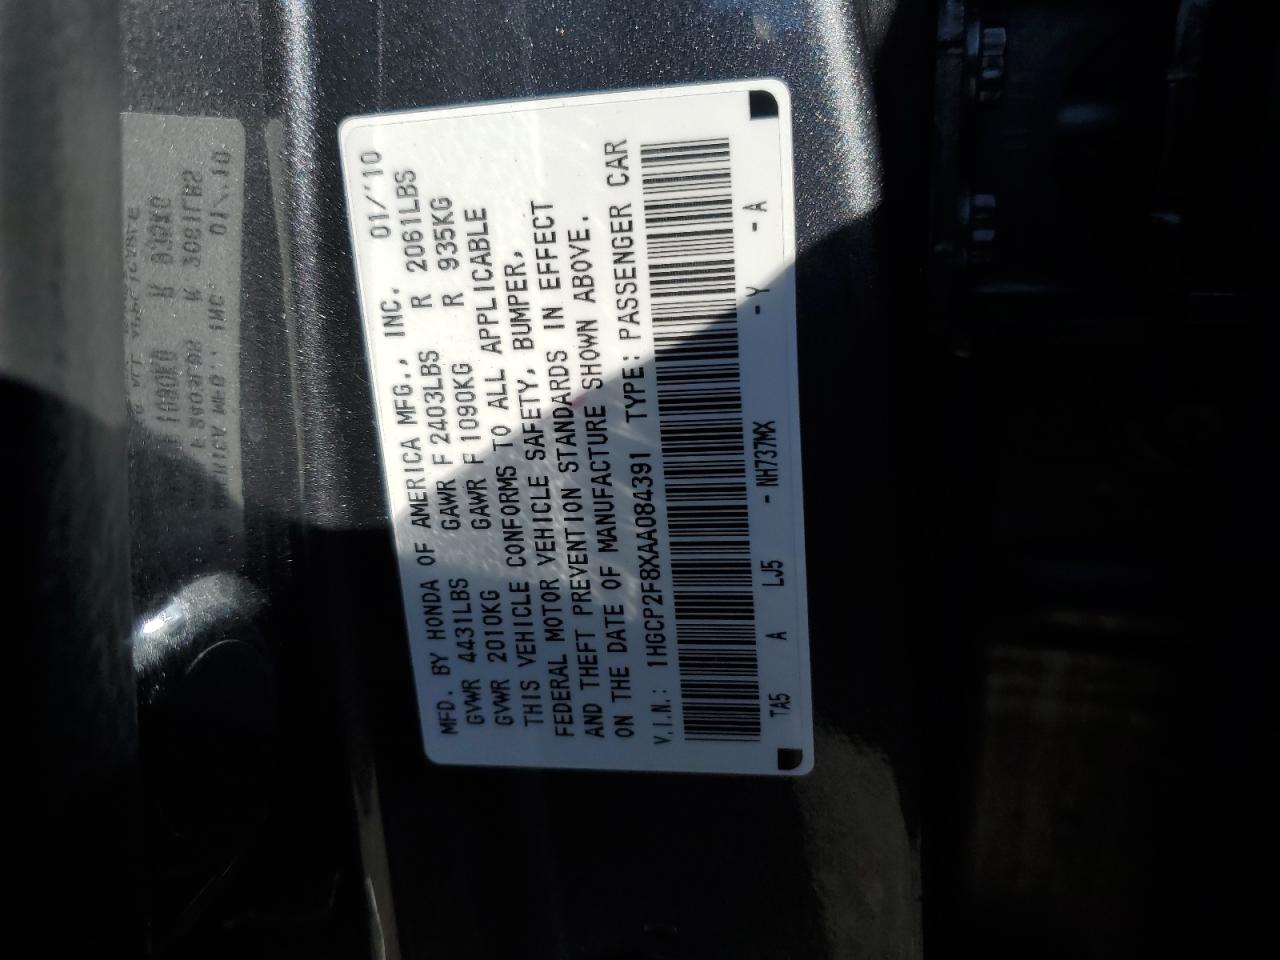 MFD. BY HONDA OF AMERICA MFG., INC. 01/'10
GVWR 4431LBS GAWR F 2403LBS R 2061LBS
GVWR 2010KG GAWR F 1090KG R 935KG
THIS VEHICLE CONFORMS TO ALL APPLICABLE
FEDERAL MOTOR VEHICLE SAFETY, BUMPER,
AND THEFT PREVENTION STANDARDS IN EFFECT
ON THE DATE OF MANUFACTURE SHOWN ABOVE.
V.I.N.: 1HGCP2F8XAA084391 TYPE: PASSENGER CAR
TA5 A LJ5 - NH737MX - Y - A